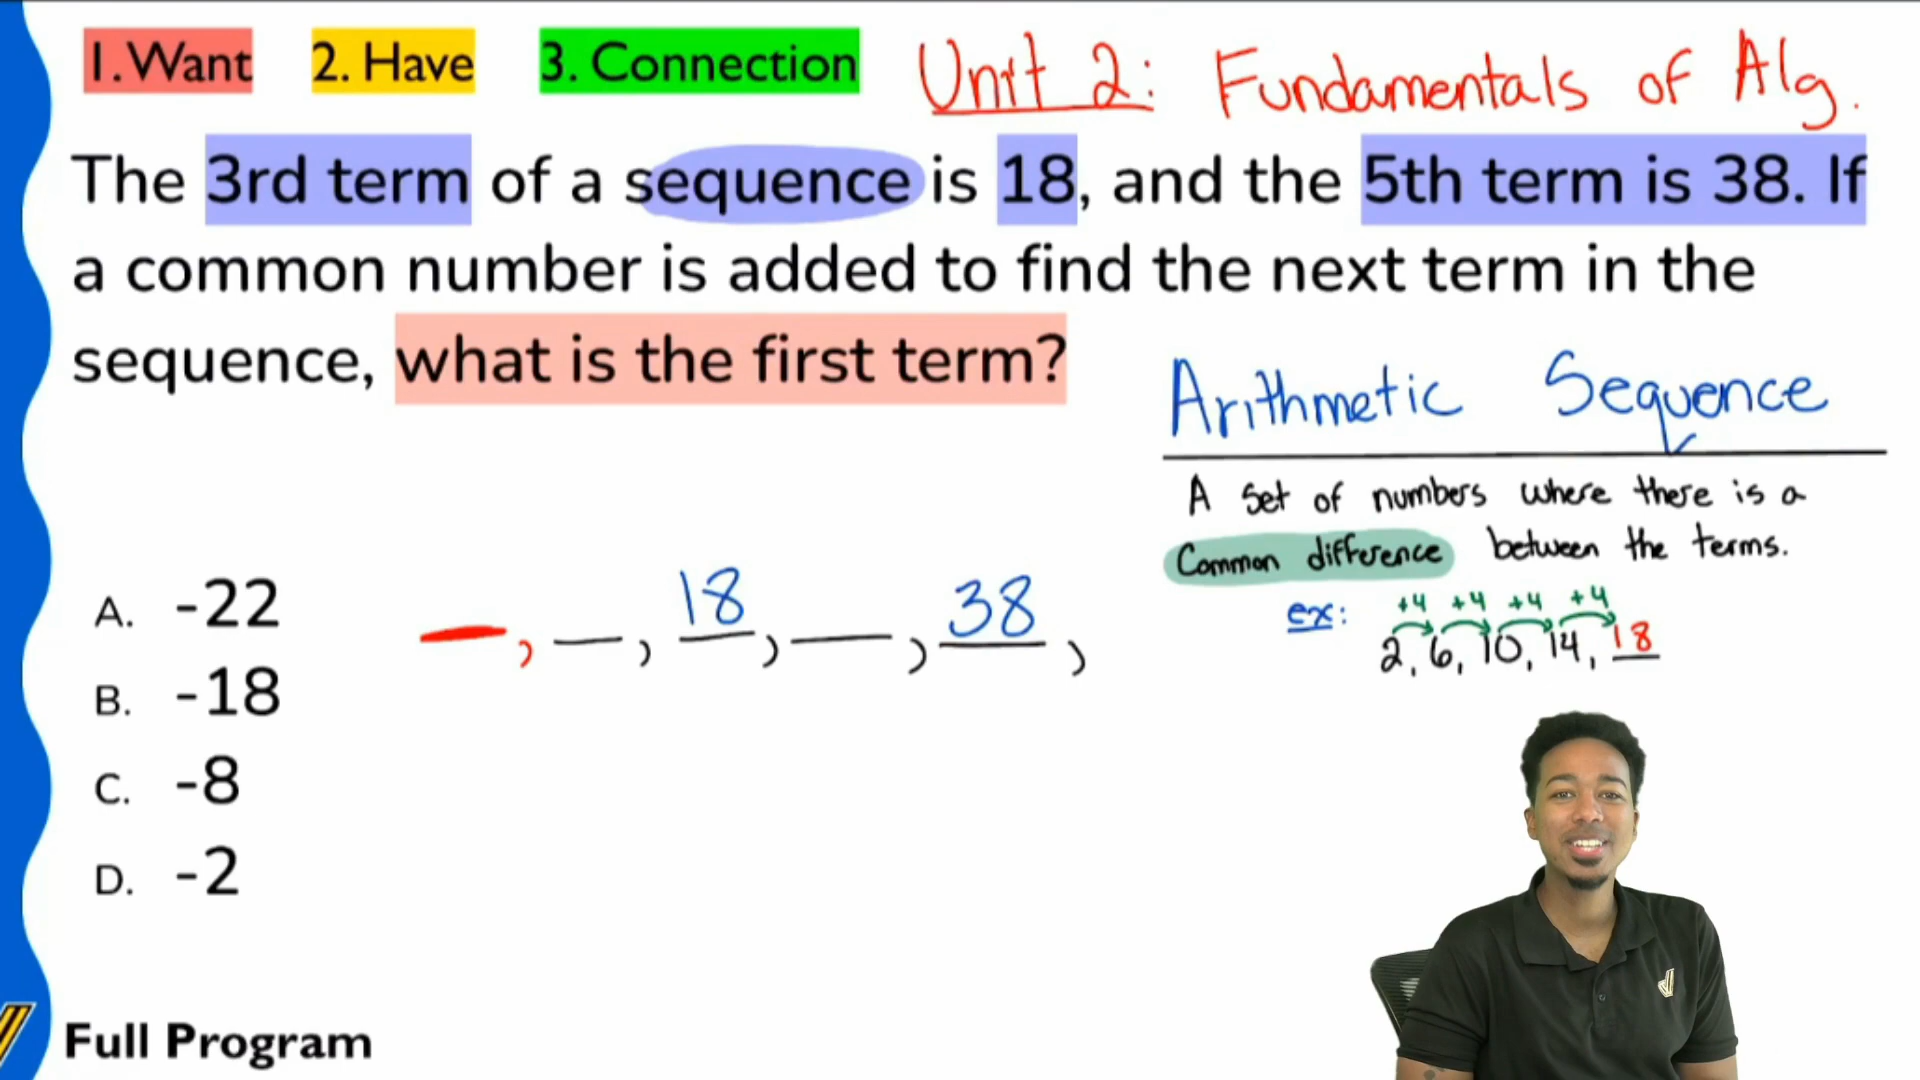 1. Want 2. Have 3. Connection Unit 2: Fundamentals of Alg.
The 3rd term of a sequence is 18, and the 5th term is 38. If
a common number is added to find the next term in the
sequence, what is the first term?
Arithmetic Sequence
A set of numbers where there is a
Common difference between the terms.
ex: +4 +4 +4 +4
2, 6, 10, 14, 18
__, __, 18, __, 38,
A. -22
B. -18
C. -8
D. -2
Full Program